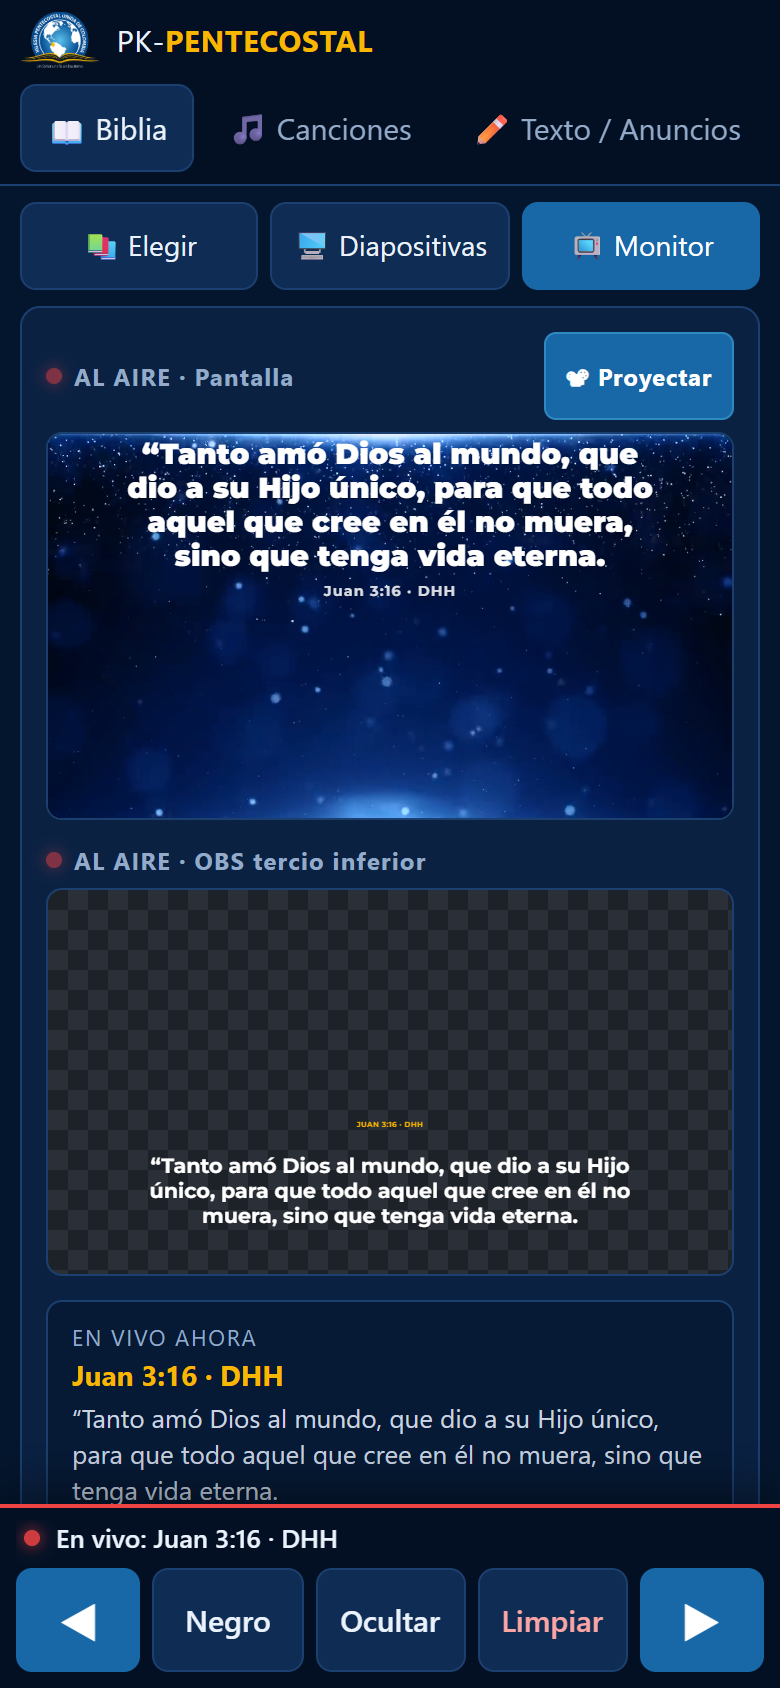 PK-PENTECOSTAL
Biblia
Canciones
Texto / Anuncios
Elegir
Diapositivas
Monitor
AL AIRE · Pantalla
Proyectar
“Tanto amó Dios al mundo, que
dio a su Hijo único, para que todo
aquel que cree en él no muera,
sino que tenga vida eterna.
Juan 3:16 · DHH
AL AIRE · OBS tercio inferior
JUAN 3:16 · DHH
“Tanto amó Dios al mundo, que dio a su Hijo
único, para que todo aquel que cree en él no
muera, sino que tenga vida eterna.
EN VIVO AHORA
Juan 3:16 · DHH
“Tanto amó Dios al mundo, que dio a su Hijo único,
para que todo aquel que cree en él no muera, sino que
tenga vida eterna.
En vivo: Juan 3:16 · DHH
Negro
Ocultar
Limpiar